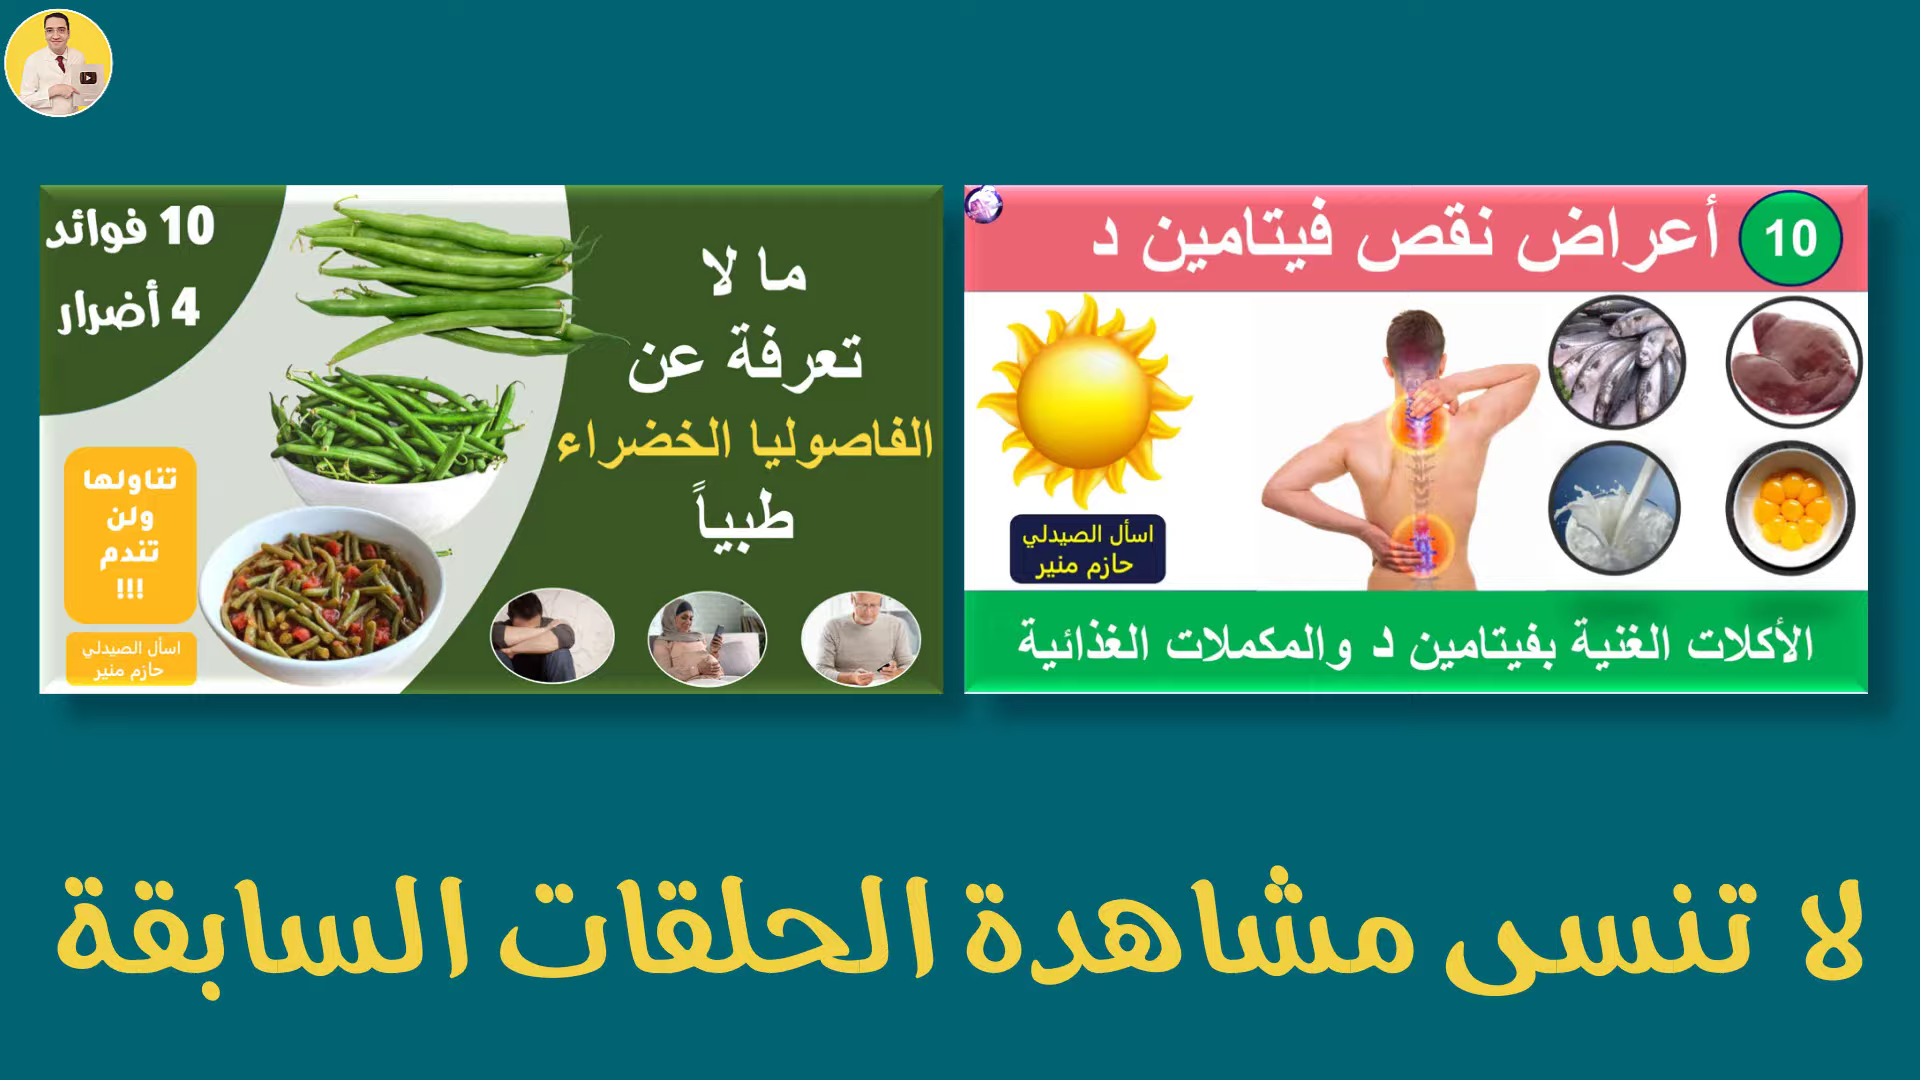 10 أعراض نقص فيتامين د
اسأل الصيدلي
حازم منير
الأكلات الغنية بفيتامين د والمكملات الغذائية
10 فوائد
4 أضرار
ما لا
تعرفة عن
الفاصوليا الخضراء
طبياً
تناولها
ولن
تندم
!!!
اسأل الصيدلي
حازم منير
لا تنسى مشاهدة الحلقات السابقة